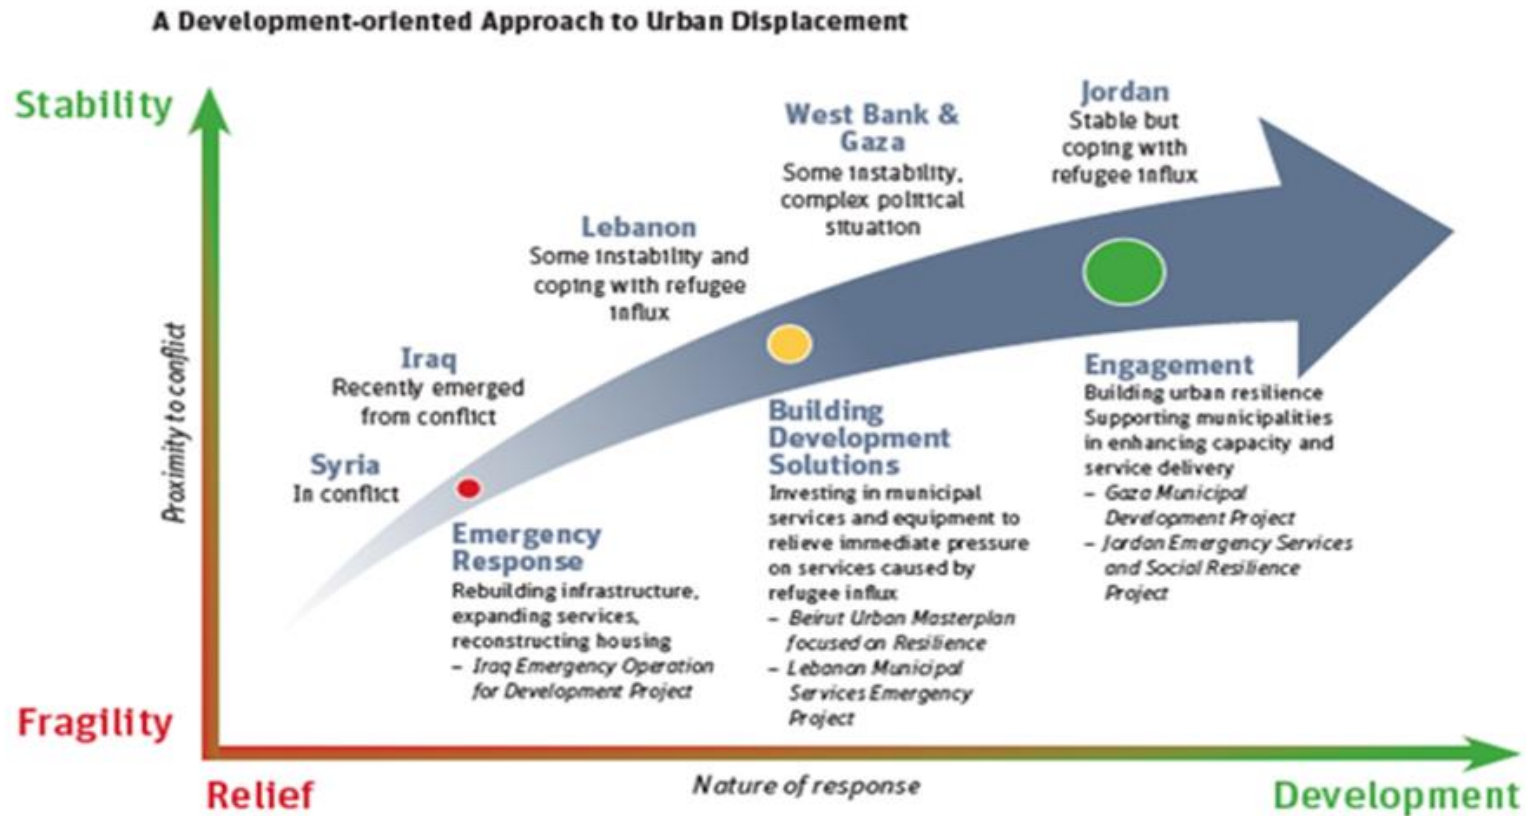 A Development-oriented Approach to Urban Displacement
Stability
Proximity to conflict
Fragility
Relief
Nature of response
Development
Syria
In conflict
Iraq
Recently emerged
from conflict
Lebanon
Some instability and
coping with refugee
influx
West Bank &
Gaza
Some instability,
complex political
situation
Jordan
Stable but
coping with
refugee influx
Emergency
Response
Rebuilding infrastructure,
expanding services,
reconstructing housing
– Iraq Emergency Operation
for Development Project
Building
Development
Solutions
Investing in municipal
services and equipment to
relieve immediate pressure
on services caused by
refugee influx
– Beirut Urban Masterplan
focused on Resilience
– Lebanon Municipal
Services Emergency
Project
Engagement
Building urban resilience
Supporting municipalities
in enhancing capacity and
service delivery
– Gaza Municipal
Development Project
– Jordan Emergency Services
and Social Resilience
Project